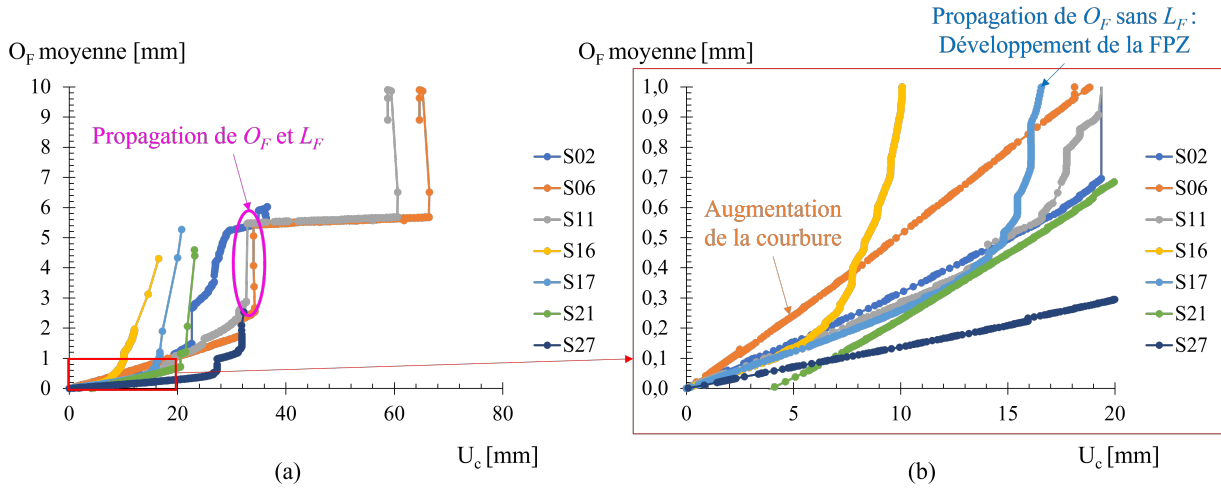 O_F moyenne [mm]
10
9
8
7
6
5
4
3
2
1
0
0
20
40
60
80
U_c [mm]
Propagation de O_F et L_F
S02
S06
S11
S16
S17
S21
S27
(a)
Propagation de O_F sans L_F :
Développement de la FPZ
O_F moyenne [mm]
1,0
0,9
0,8
0,7
0,6
0,5
0,4
0,3
0,2
0,1
0,0
0
5
10
15
20
U_c [mm]
Augmentation
de la courbure
S02
S06
S11
S16
S17
S21
S27
(b)